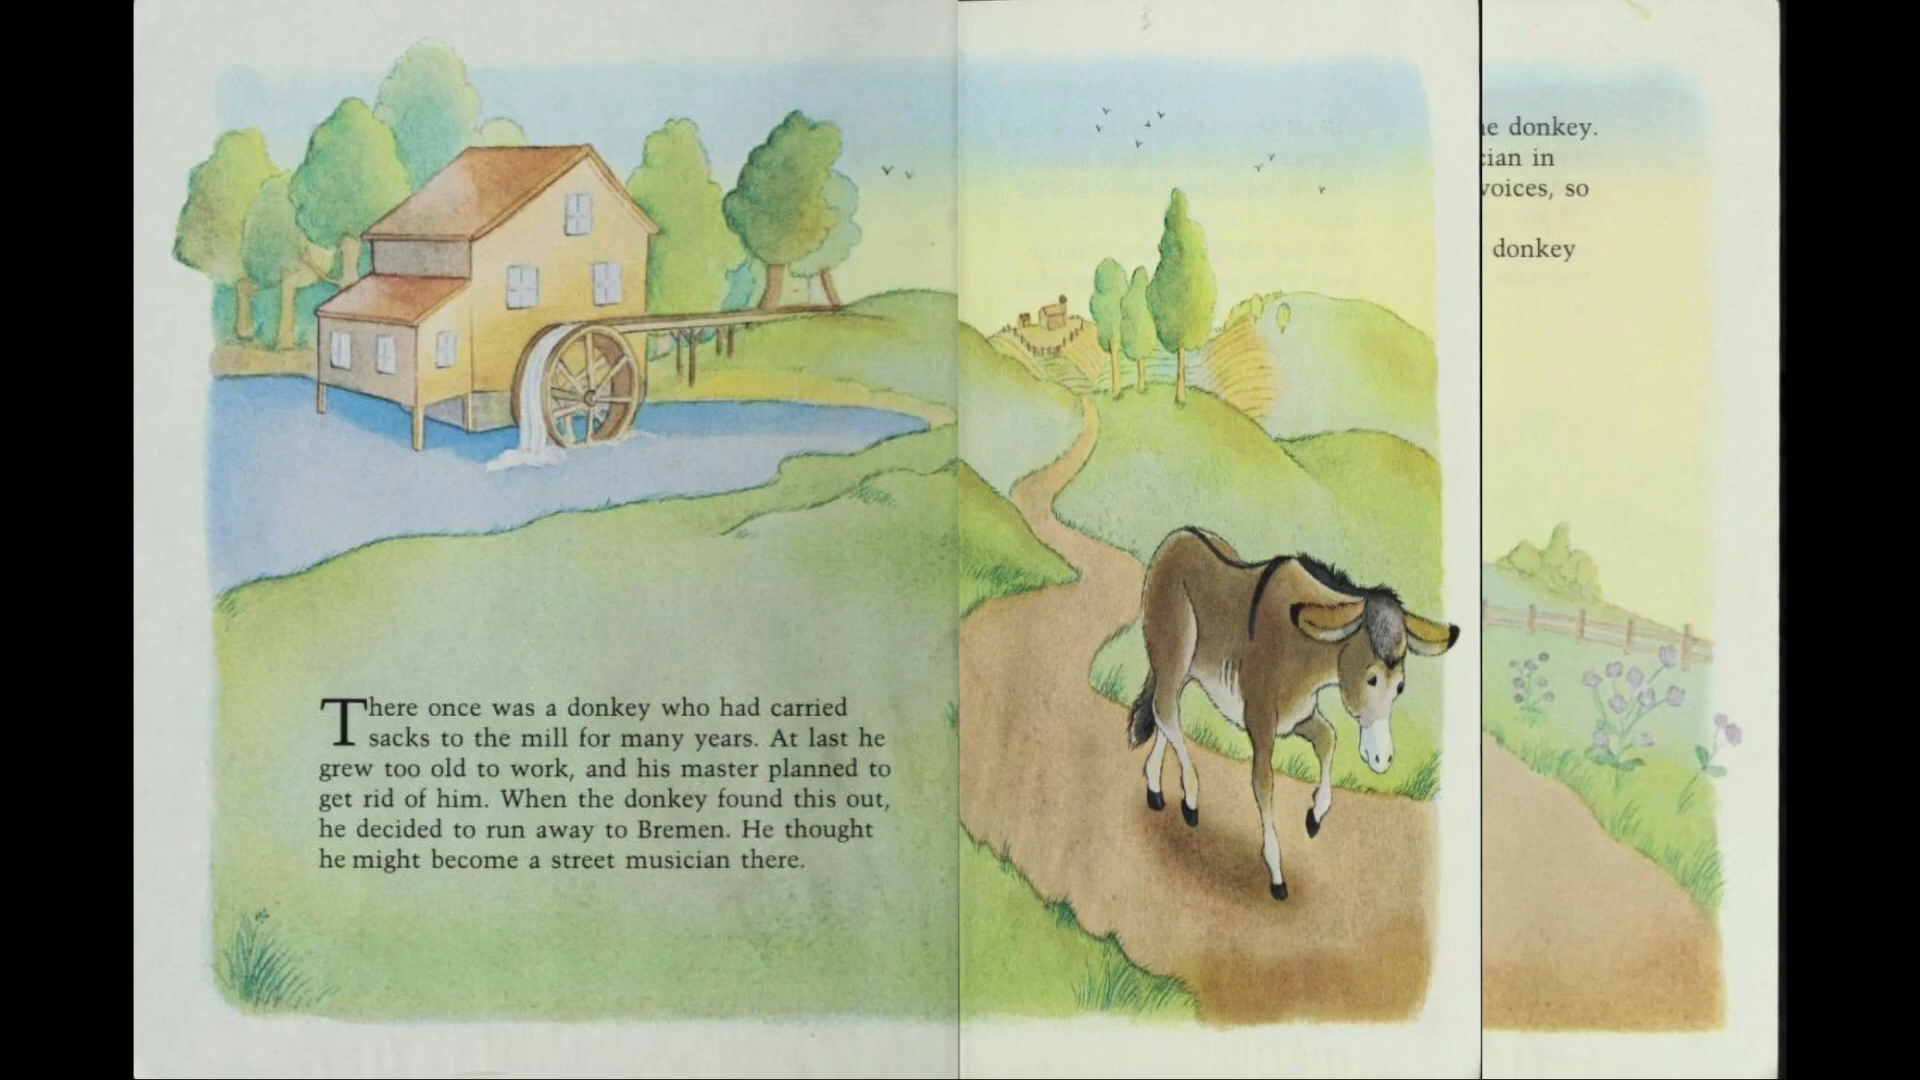 There once was a donkey who had carried
sacks to the mill for many years. At last he
grew too old to work, and his master planned to
get rid of him. When the donkey found this out,
he decided to run away to Bremen. He thought
he might become a street musician there.
donkey.
in
voices, so
donkey